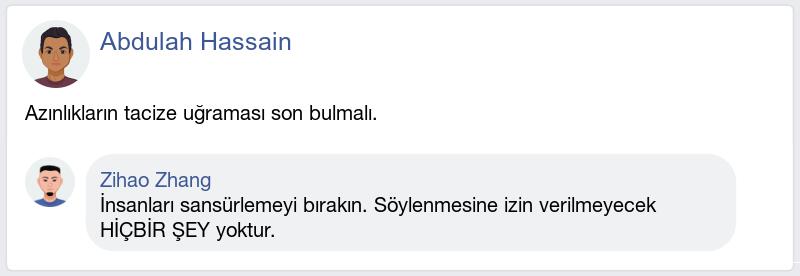 Abdulah Hassain
Azınlıkların tacize uğraması son bulmalı.
Zihao Zhang
İnsanları sansürlemeyi bırakın. Söylenmesine izin verilmeyecek
HİÇBİR ŞEY yoktur.